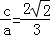 c/a = 2√2/3